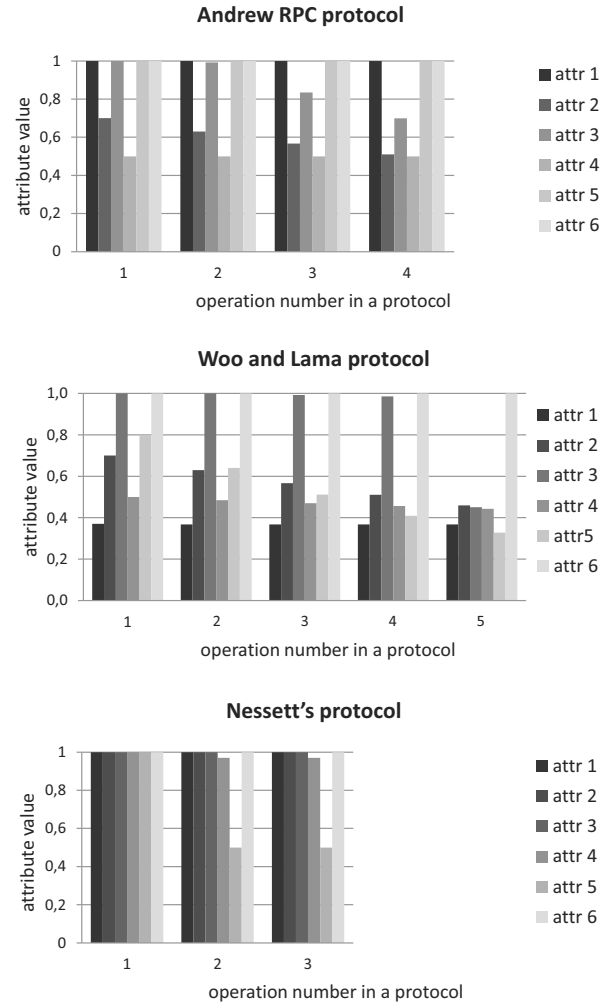 Andrew RPC protocol
attribute value
1
0,8
0,6
0,4
0,2
0
1 2 3 4
operation number in a protocol
attr 1
attr 2
attr 3
attr 4
attr 5
attr 6
Woo and Lama protocol
attribute value
1,0
0,8
0,6
0,4
0,2
0,0
1 2 3 4 5
operation number in a protocol
attr 1
attr 2
attr 3
attr 4
attr5
attr 6
Nessett’s protocol
attribute value
1
0,8
0,6
0,4
0,2
0
1 2 3
operation number in a protocol
attr 1
attr 2
attr 3
attr 4
attr 5
attr 6